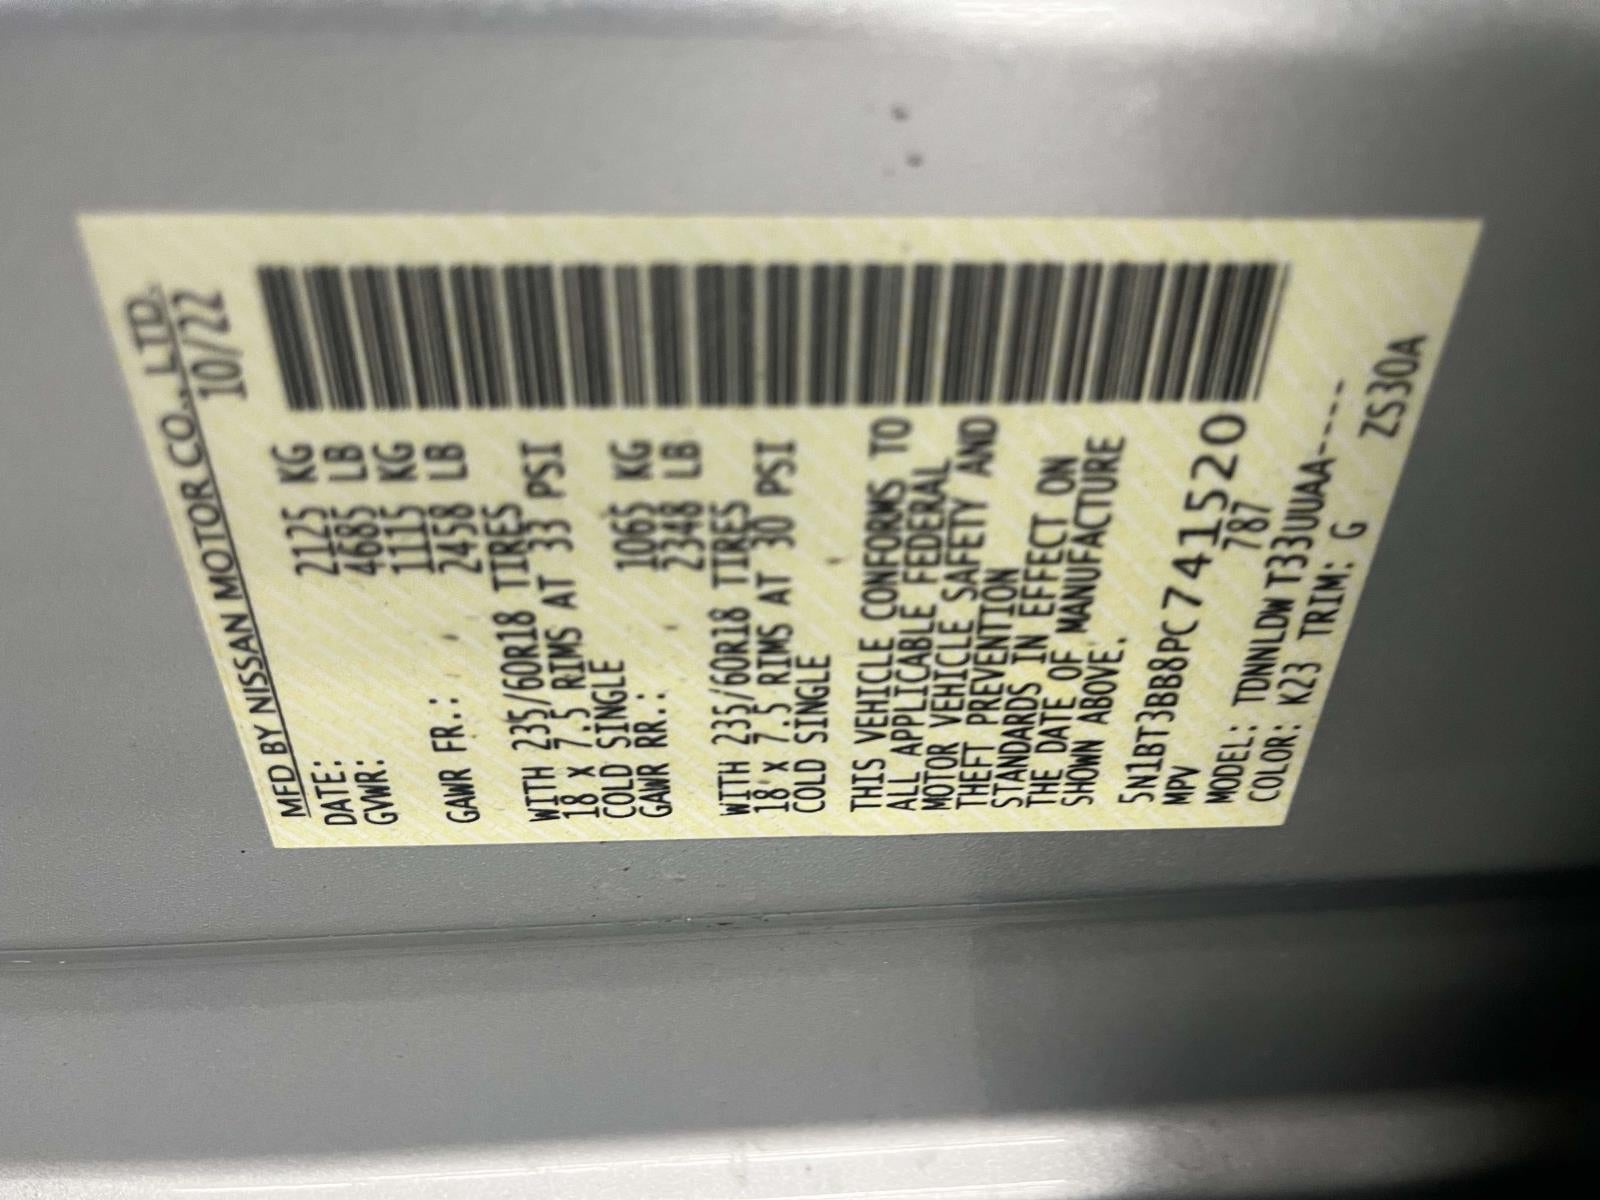 MFD BY NISSAN MOTOR CO., LTD.
DATE: 10/22
GVWR: 2125 KG
4685 LB
1115 KG
GAWR FR.: 2458 LB
WITH 235/60R18 TIRES
18 x 7.5 RIMS AT 33 PSI
COLD SINGLE
GAWR RR.: 1065 KG
2348 LB
WITH 235/60R18 TIRES
18 x 7.5 RIMS AT 30 PSI
COLD SINGLE
THIS VEHICLE CONFORMS TO
ALL APPLICABLE FEDERAL
MOTOR VEHICLE SAFETY AND
THEFT PREVENTION
STANDARDS IN EFFECT ON
THE DATE OF MANUFACTURE
SHOWN ABOVE.
5N1BT3BB8PC741520
MPV 787
MODEL: TDNNLDW T33UUAA-----
COLOR: K23 TRIM: G
ZS30A